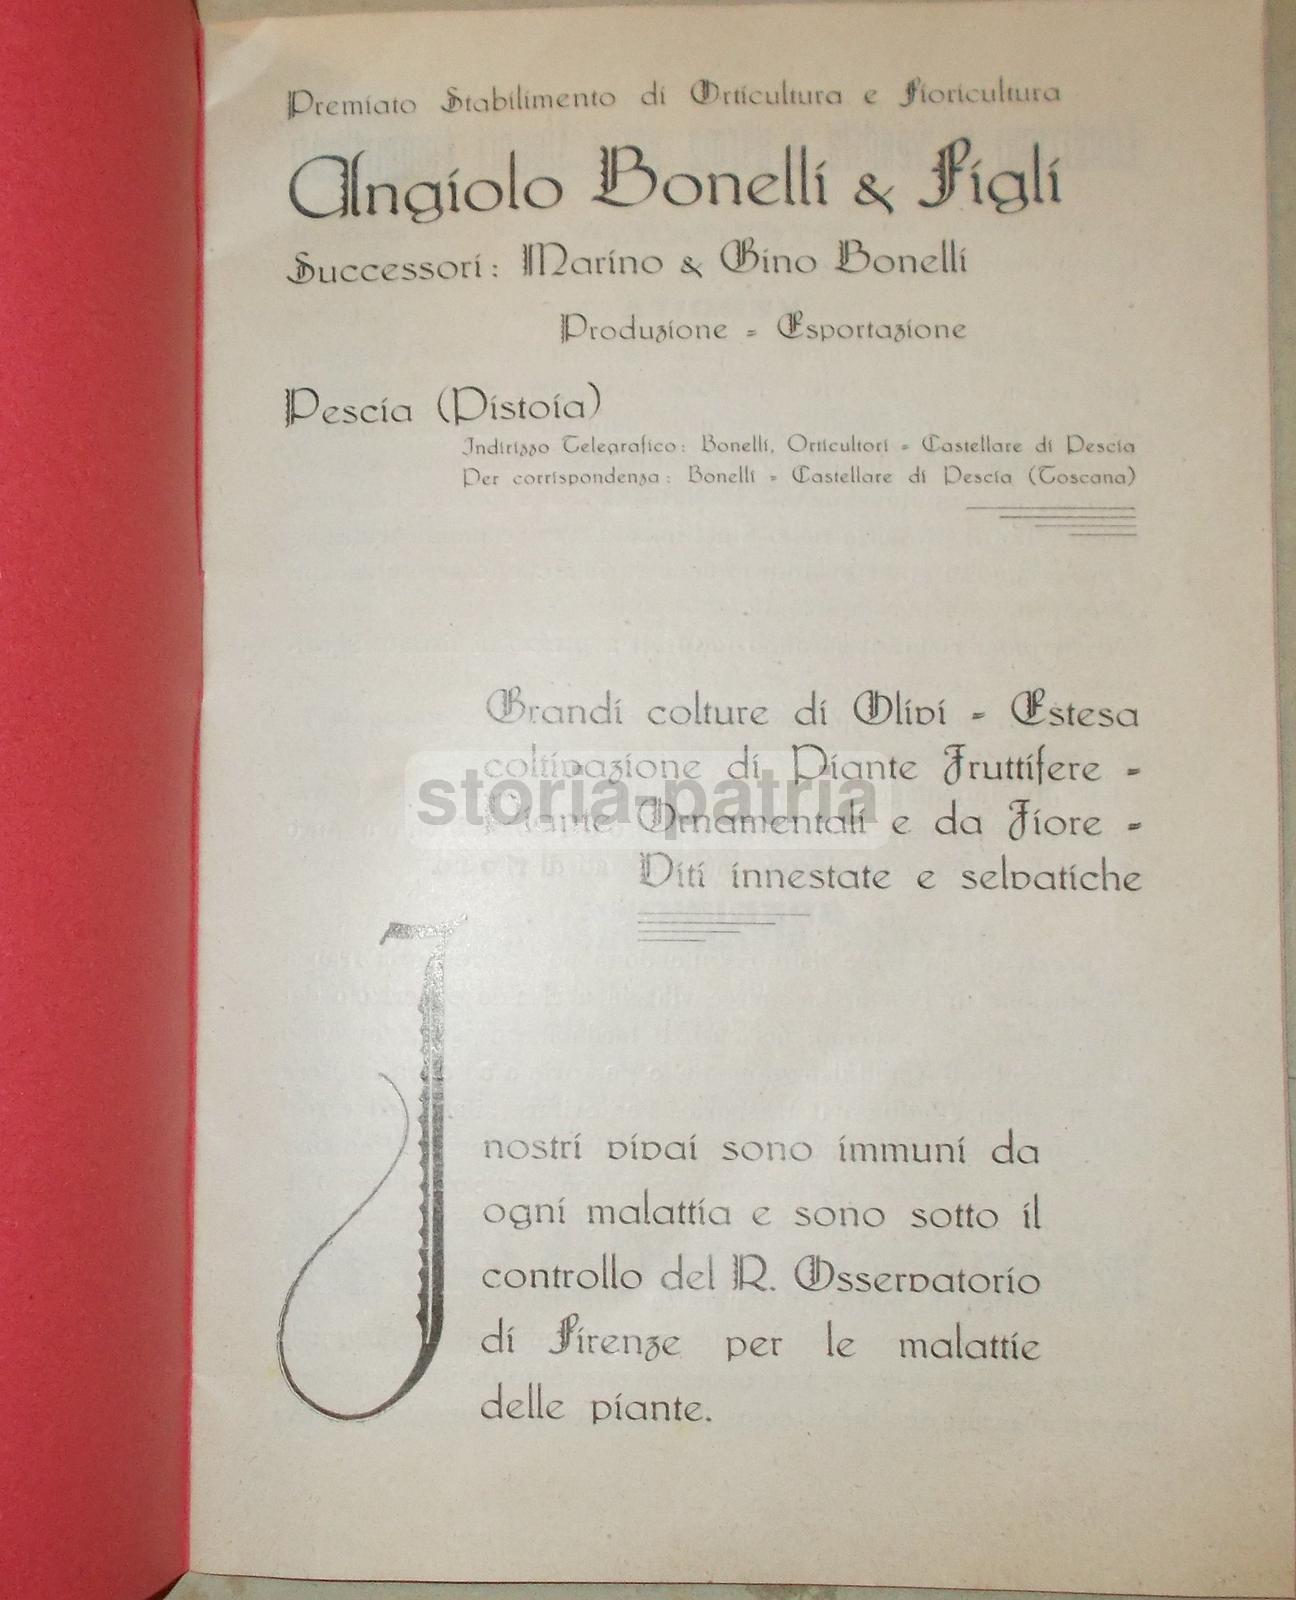 Premiato Stabilimento di Orticultura e Floricultura
Angiolo Bonelli & Figli
Successori: Marino & Gino Bonelli
Produzione - Esportazione
Pescia (Pistoia)
Indirizzo Telegrafico: Bonelli, Orticultori - Castellare di Pescia
Per corrispondenza: Bonelli - Castellare di Pescia (Toscana)
Grandi colture di Olivi - Estesa
coltivazione di Piante Fruttifere -
storia-patria
Piante Ornamentali e da Fiore -
Viti innestate e selvatiche
I
nostri vivai sono immuni da
ogni malattia e sono sotto il
controllo del R. Osservatorio
di Firenze per le malattie
delle piante.